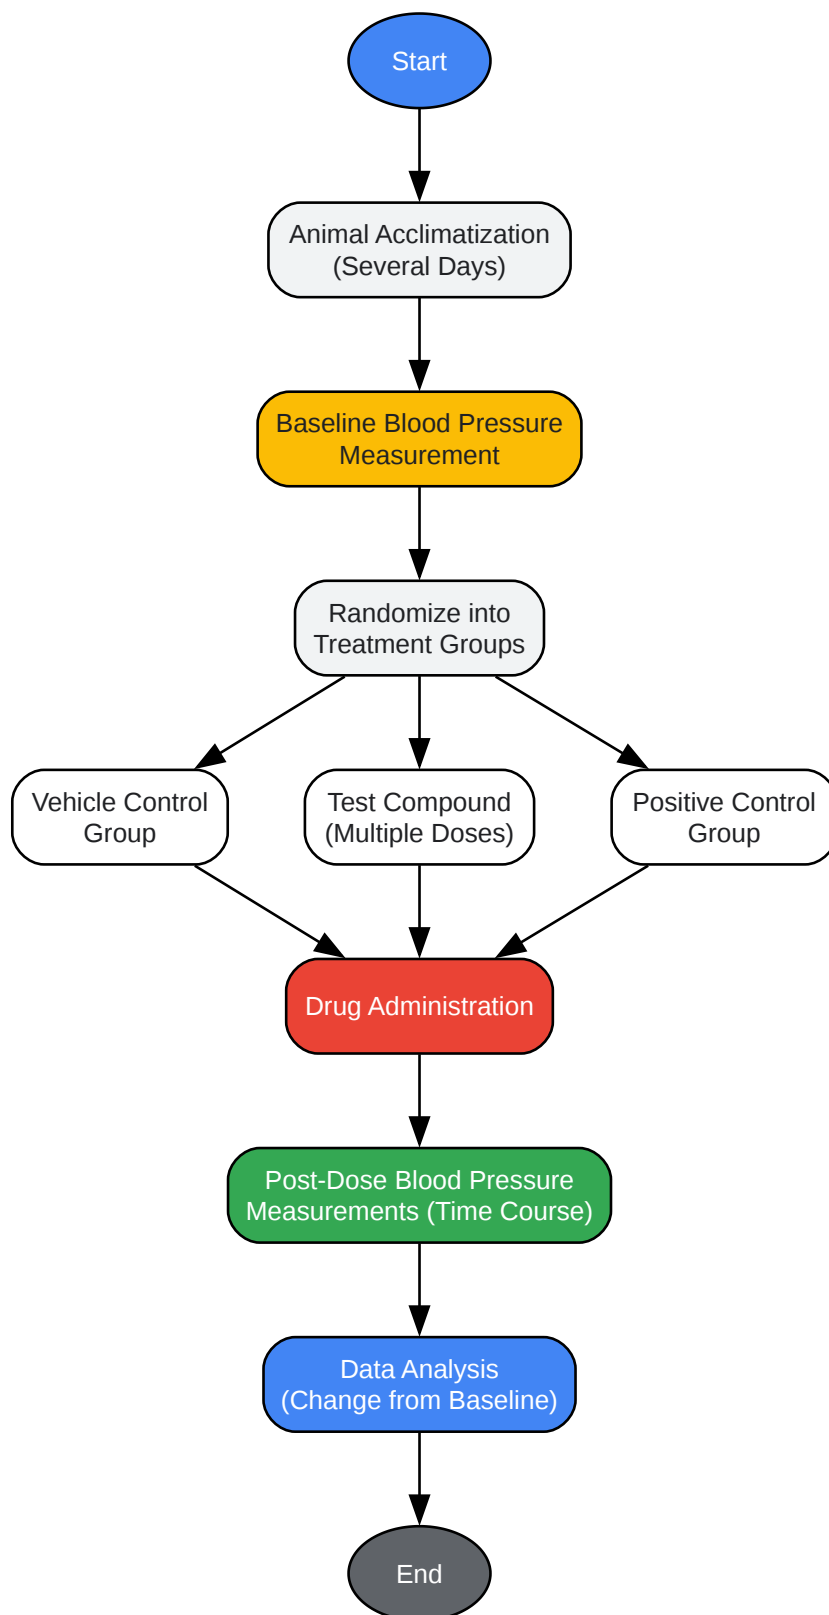 Start
Animal Acclimatization
(Several Days)
Baseline Blood Pressure
Measurement
Randomize into
Treatment Groups
Vehicle Control
Group
Test Compound
(Multiple Doses)
Positive Control
Group
Drug Administration
Post-Dose Blood Pressure
Measurements (Time Course)
Data Analysis
(Change from Baseline)
End